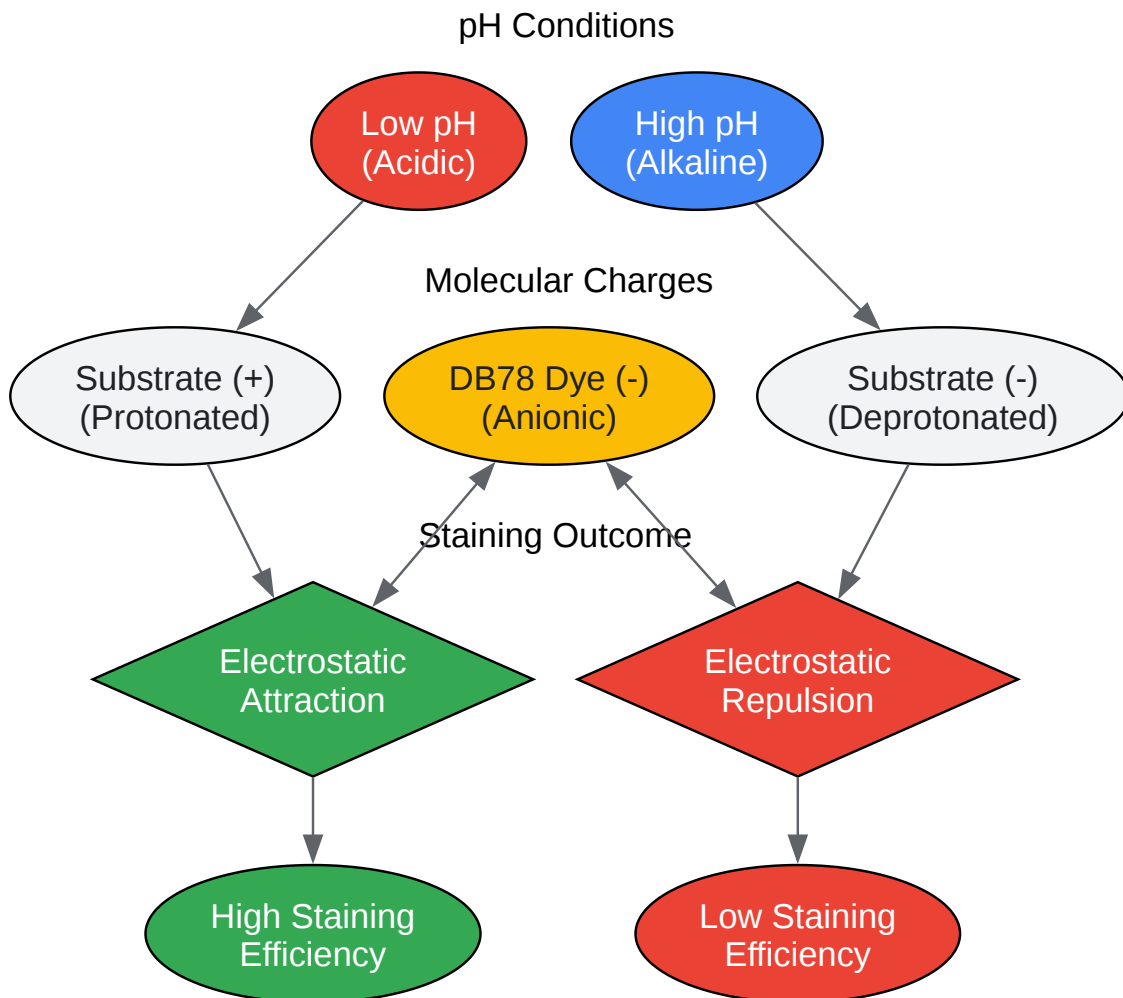 pH Conditions
Low pH
(Acidic)
High pH
(Alkaline)
Molecular Charges
Substrate (+)
(Protonated)
DB78 Dye (-)
(Anionic)
Substrate (-)
(Deprotonated)
Staining Outcome
Electrostatic
Attraction
Electrostatic
Repulsion
High Staining
Efficiency
Low Staining
Efficiency